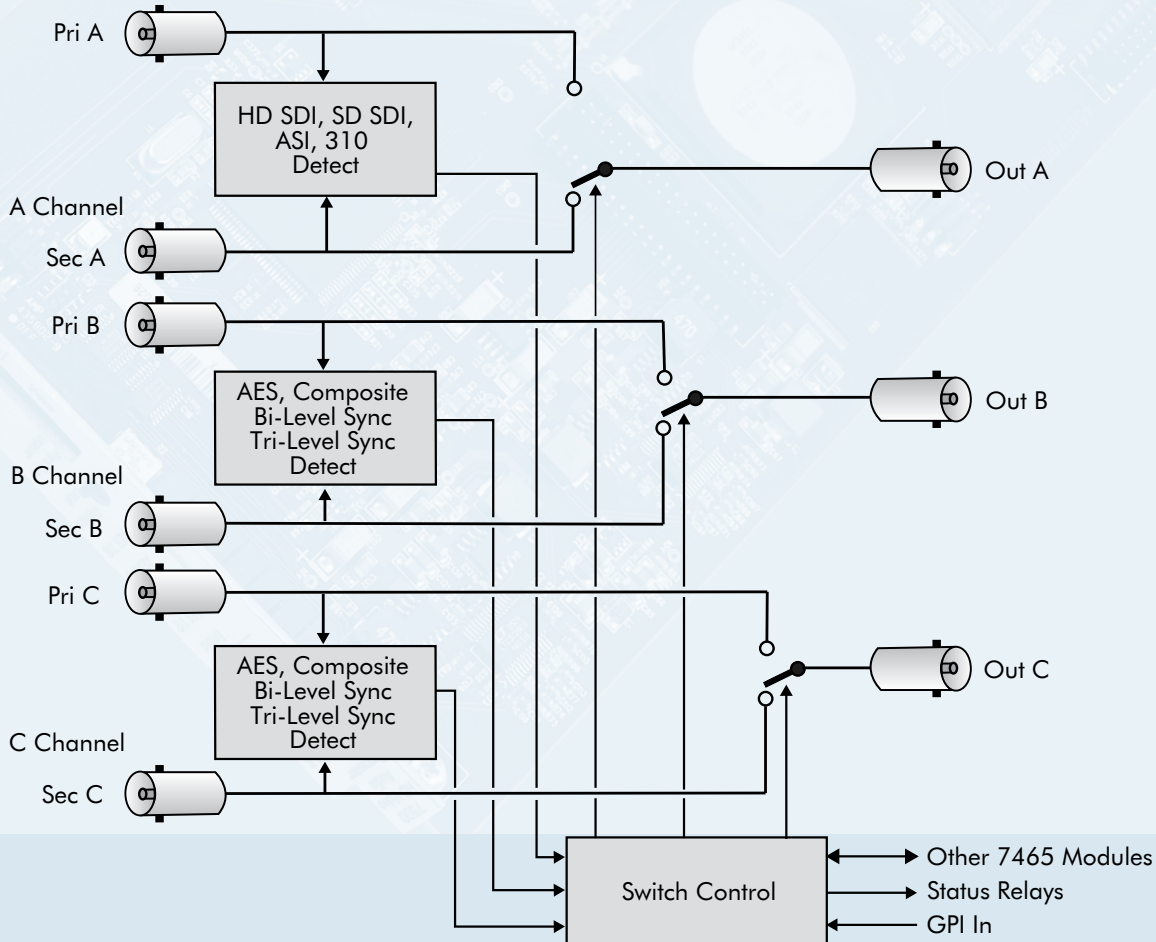 Pri A
HD SDI, SD SDI,
ASI, 310
Detect
Out A
A Channel
Sec A
Pri B
AES, Composite
Bi-Level Sync
Tri-Level Sync
Detect
Out B
B Channel
Sec B
Pri C
AES, Composite
Bi-Level Sync
Tri-Level Sync
Detect
Out C
C Channel
Sec C
Switch Control
Other 7465 Modules
Status Relays
GPI In